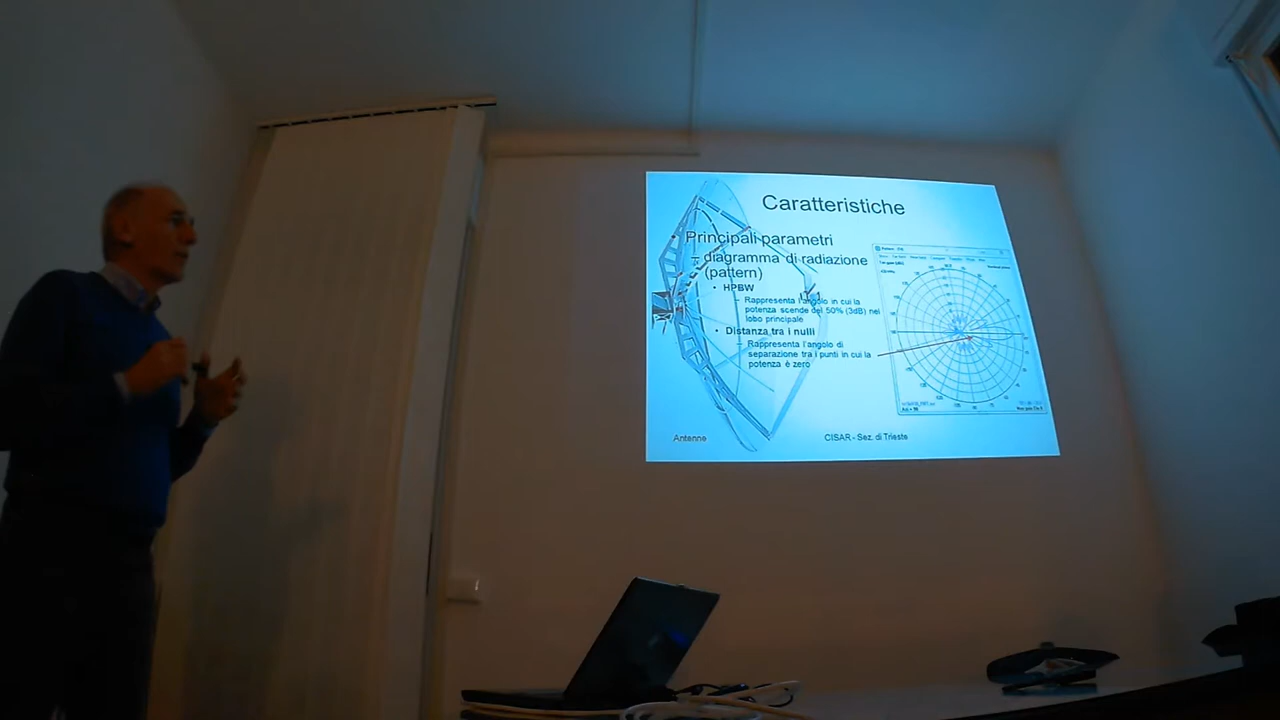 Caratteristiche
• Principali parametri
– diagramma di radiazione
(pattern)
• HPBW
– Rappresenta l'angolo in cui la
potenza scende del 50% (3dB) nel
lobo principale
• Distanza tra i nulli
– Rappresenta l'angolo di
separazione tra i punti in cui la
potenza è zero
Antenne
CISAR - Sez. di Trieste